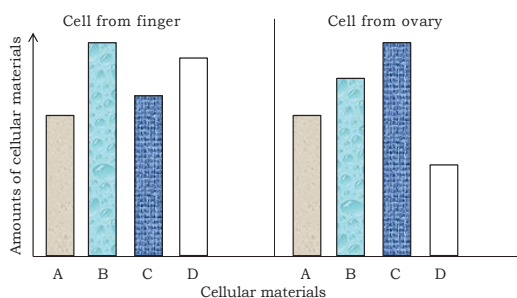 Cell from finger
Cell from ovary
Amounts of cellular materials
A B C D
A B C D
Cellular materials